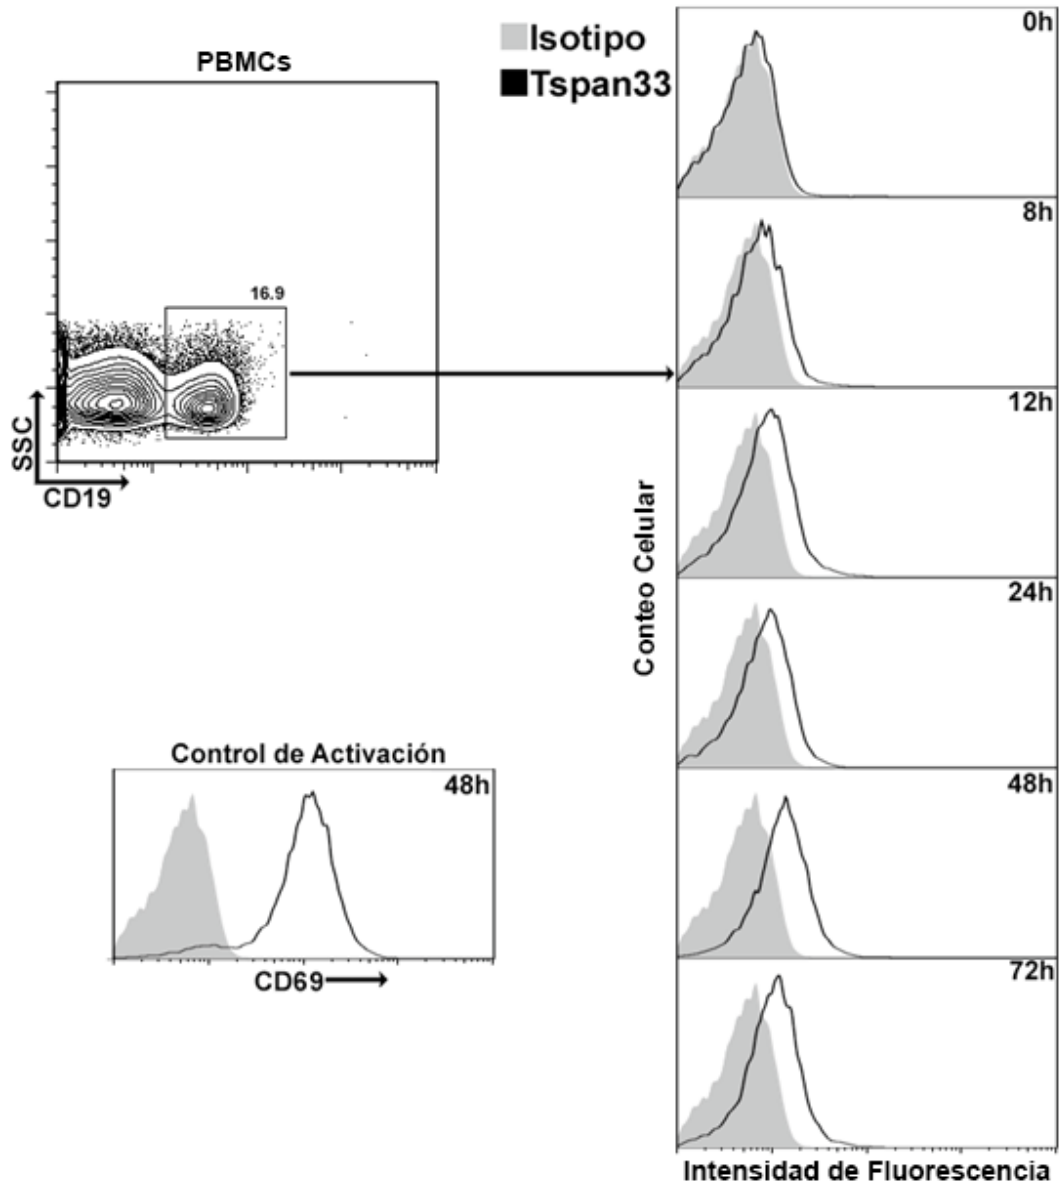 Isotipo
Tspan33
PBMCs
16.9
SSC
CD19
0h
8h
12h
24h
48h
72h
Conteo Celular
Intensidad de Fluorescencia
Control de Activación
48h
CD69